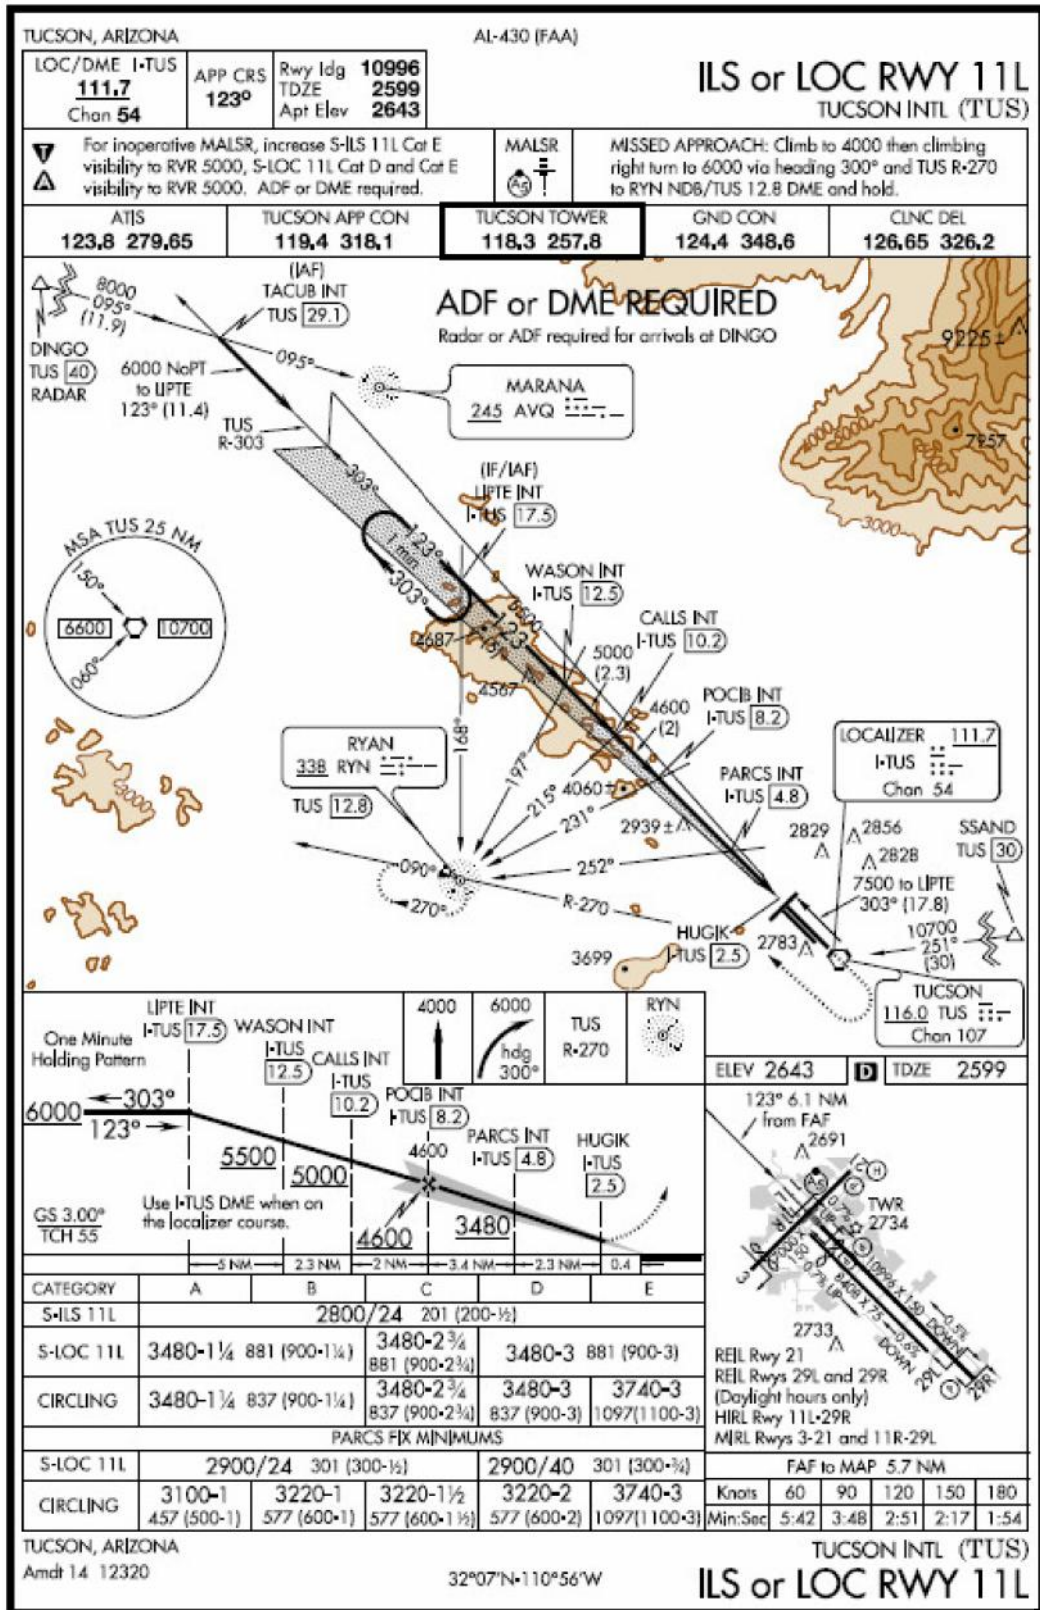 TUCSON, ARIZONA
AL-430 (FAA)
LOC/DME I-TUS
111.7
Chan 54
APP CRS
123°
Rwy ldg 10996
TDZE 2599
Apt Elev 2643
ILS or LOC RWY 11L
TUCSON INTL (TUS)
T
A
For inoperative MALSR, increase S-ILS 11L Cat E
visibility to RVR 5000, S-LOC 11L Cat D and Cat E
visibility to RVR 5000. ADF or DME required.
MALSR
A5
MISSED APPROACH: Climb to 4000 then climbing
right turn to 6000 via heading 300° and TUS R-270
to RYN NDB/TUS 12.8 DME and hold.
ATIS
123.8 279.65
TUCSON APP CON
119.4 318.1
TUCSON TOWER
118.3 257.8
GND CON
124.4 348.6
CLNC DEL
126.65 326.2
8000
095°
(11.9)
(IAF)
TACUB INT
TUS 29.1
ADF or DME REQUIRED
Radar or ADF required for arrivals at DINGO
9225±
DINGO
TUS 40
RADAR
6000 NoPT
to LIPTE
123° (11.4)
095°
MARANA
245 AVQ
TUS
R-303
7957
4000
3000
303°
(IF/IAF)
LIPTE INT
I-TUS 17.5
MSA TUS 25 NM
150°
6600
10700
060°
123°
1 min
303°
WASON INT
I-TUS 12.5
5500
123°
(5)
4687
4567
CALLS INT
I-TUS 10.2
5000
(2.3)
POCIB INT
I-TUS 8.2
4600
(2)
168°
197°
215°
231°
4060±
RYAN
338 RYN
TUS 12.8
PARCS INT
I-TUS 4.8
LOCALIZER 111.7
I-TUS
Chan 54
2939±
2829
2856
2828
SSAND
TUS 30
252°
090°
270°
R-270
7500 to LIPTE
303° (17.8)
10700
251°
(30)
HUGIK
I-TUS 2.5
2783
3699
TUCSON
116.0 TUS
Chan 107
LIPTE INT
I-TUS 17.5
One Minute
Holding Pattern
WASON INT
I-TUS
12.5
CALLS INT
I-TUS
10.2
POCIB INT
I-TUS 8.2
4000
6000
hdg
300°
TUS
R-270
RYN
303°
6000
123°
4600
PARCS INT
I-TUS 4.8
HUGIK
I-TUS
2.5
5500
5000
4600
3480
GS 3.00°
TCH 55
Use I-TUS DME when on
the localizer course.
5 NM
2.3 NM
2 NM
3.4 NM
2.3 NM
0.4
ELEV 2643
D
TDZE 2599
123° 6.1 NM
from FAF
2691
TWR
2734
10996 X 150
8408 X 75
0.7% UP
0.7% UP
0.5% DOWN
0.6% DOWN
3
21
11L
11R
29L
29R
2733
REIL Rwy 21
REIL Rwys 29L and 29R
(Daylight hours only)
HIRL Rwy 11L-29R
MIRL Rwys 3-21 and 11R-29L
CATEGORY A B C D E
S-ILS 11L 2800/24 201 (200-½)
S-LOC 11L 3480-1¼ 881 (900-1¼) 3480-2¾ 881 (900-2¾) 3480-3 881 (900-3)
CIRCLING 3480-1¼ 837 (900-1¼) 3480-2¾ 837 (900-2¾) 3480-3 837 (900-3) 3740-3 1097(1100-3)
PARCS FIX MINIMUMS
S-LOC 11L 2900/24 301 (300-½) 2900/40 301 (300-¾)
CIRCLING 3100-1 457 (500-1) 3220-1 577 (600-1) 3220-1½ 577 (600-1½) 3220-2 577 (600-2) 3740-3 1097(1100-3)
FAF to MAP 5.7 NM
Knots 60 90 120 150 180
Min:Sec 5:42 3:48 2:51 2:17 1:54
TUCSON, ARIZONA
Amdt 14 12320
32°07'N-110°56'W
TUCSON INTL (TUS)
ILS or LOC RWY 11L